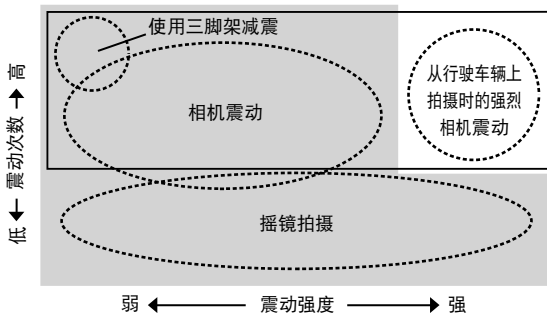 使用三脚架减震
从行驶车辆上
拍摄时的强烈
相机震动
相机震动
摇镜拍摄
低 震动次数 高
弱 震动强度 强